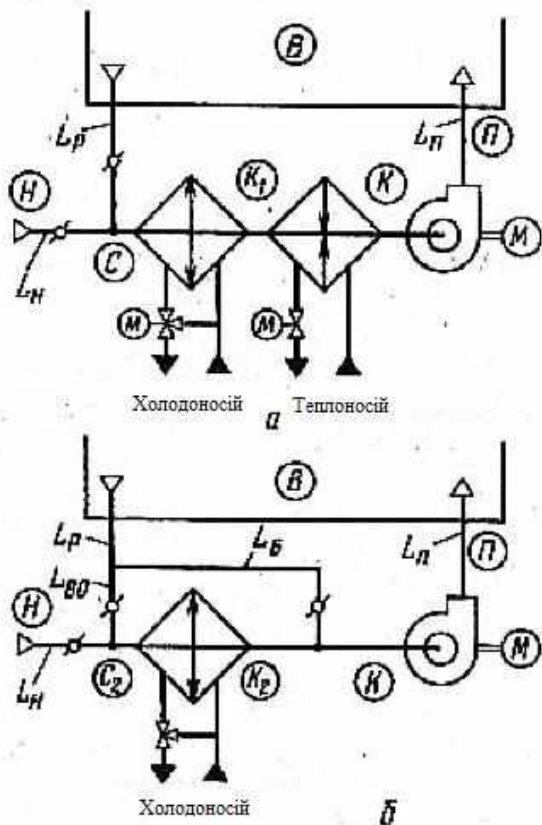 В
Lр
Lп
П
Н
К₁
К
С
М
Lн
М
М
Холодоносій
Теплоносій
а
В
Lр
Lб
Lп
П
Lво
Н
С₂
К₂
К
М
Lн
Холодоносій
б